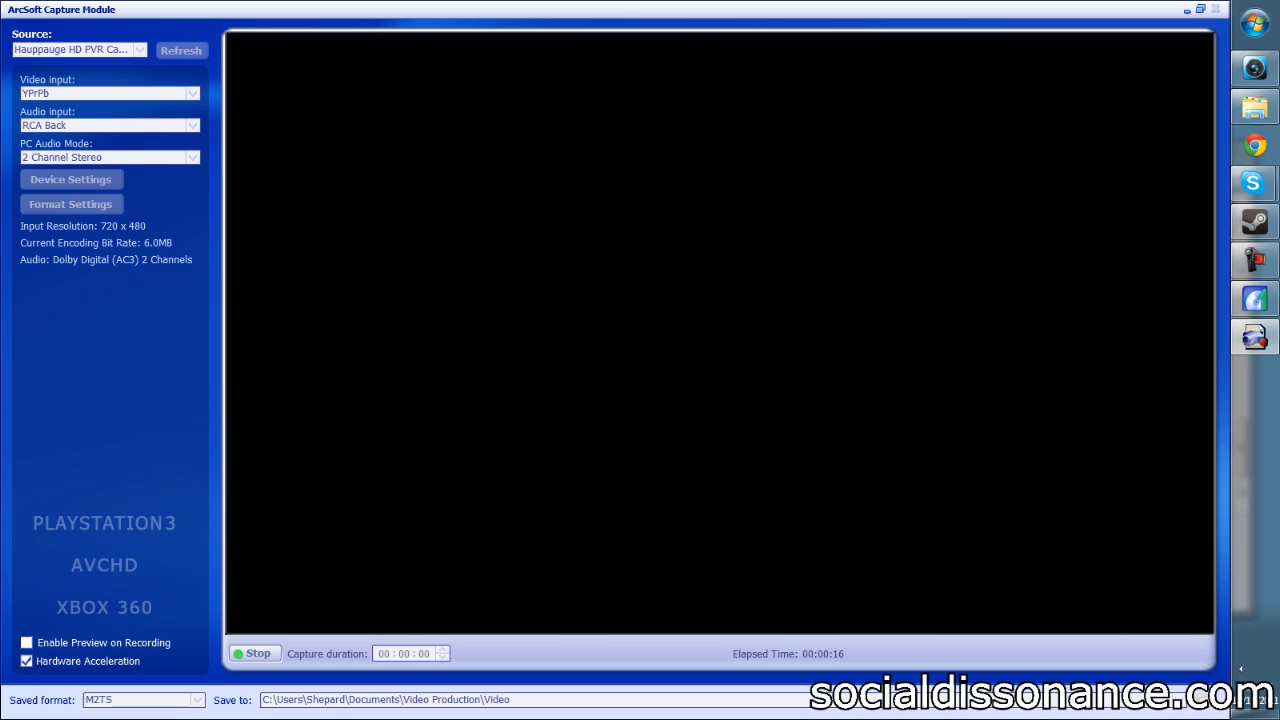 ArcSoft Capture Module
Source:
Hauppauge HD PVR Ca...
Refresh
Video input:
YPrPb
Audio input:
RCA Back
PC Audio Mode:
2 Channel Stereo
Device Settings
Format Settings
Input Resolution: 720 x 480
Current Encoding Bit Rate: 6.0MB
Audio: Dolby Digital (AC3) 2 Channels
PLAYSTATION3
AVCHD
XBOX 360
Enable Preview on Recording
Hardware Acceleration
Stop
Capture duration:
00 : 00 : 00
Elapsed Time: 00:00:16
Saved format:
M2TS
Save to:
C:\Users\Shepard\Documents\Video Production\Video
socialdissonance.com